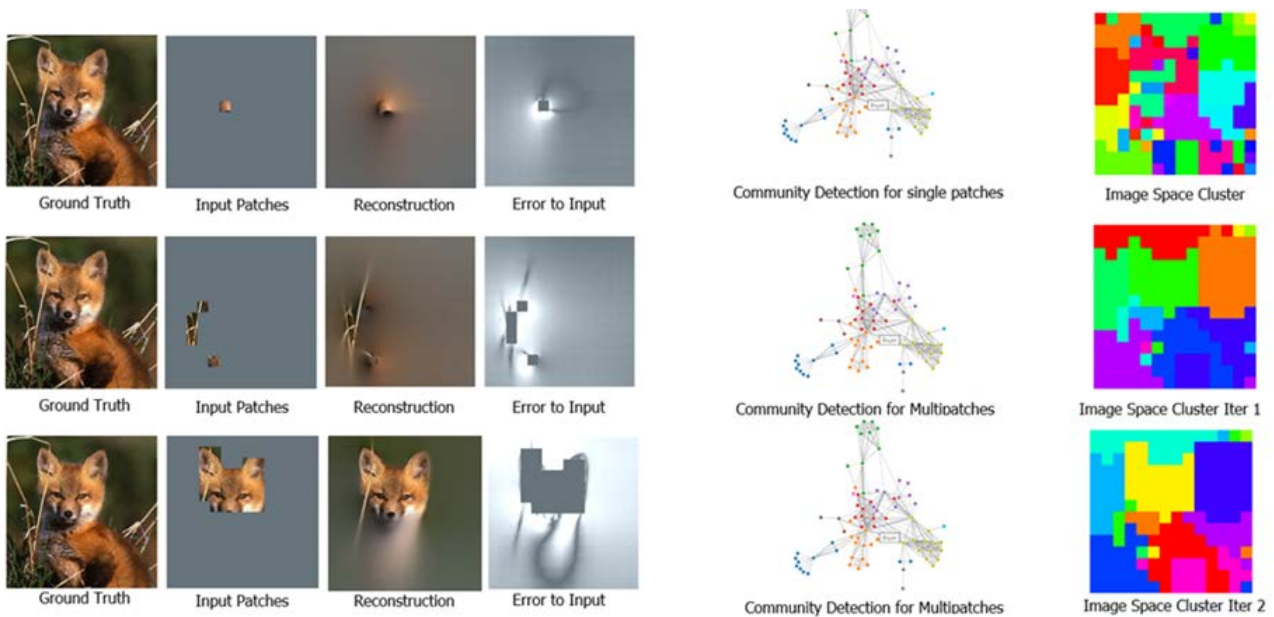 Ground Truth
Input Patches
Reconstruction
Error to Input
Community Detection for single patches
Image Space Cluster
Ground Truth
Input Patches
Reconstruction
Error to Input
Community Detection for Multipatches
Image Space Cluster Iter 1
Ground Truth
Input Patches
Reconstruction
Error to Input
Community Detection for Multipatches
Image Space Cluster Iter 2